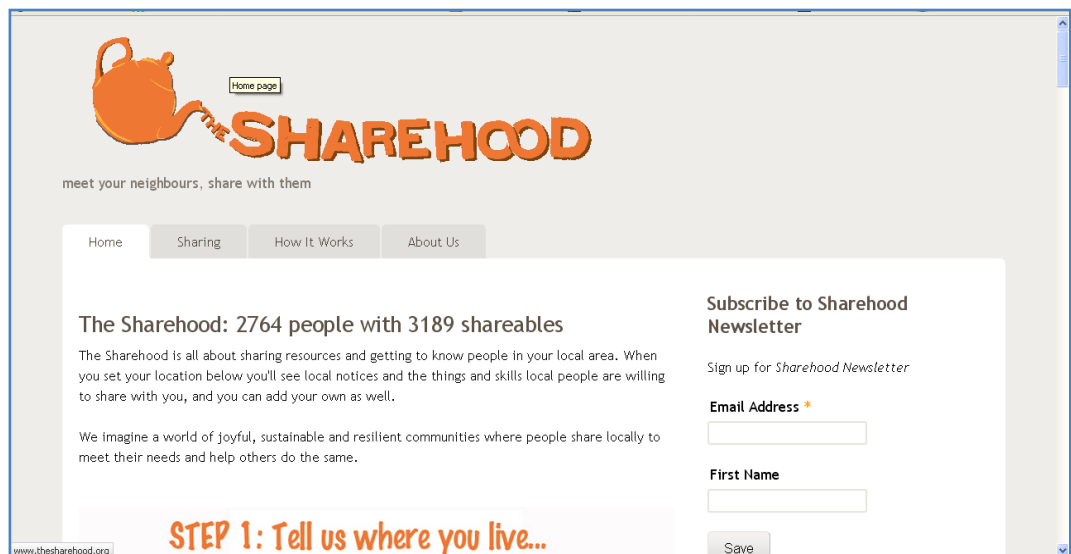 Home page
THE SHAREHOOD
meet your neighbours, share with them
Home
Sharing
How It Works
About Us
The Sharehood: 2764 people with 3189 shareables
The Sharehood is all about sharing resources and getting to know people in your local area. When
you set your location below you'll see local notices and the things and skills local people are willing
to share with you, and you can add your own as well.
We imagine a world of joyful, sustainable and resilient communities where people share locally to
meet their needs and help others do the same.
STEP 1: Tell us where you live...
Subscribe to Sharehood
Newsletter
Sign up for Sharehood Newsletter
Email Address *
First Name
Save
www.thesharehood.org